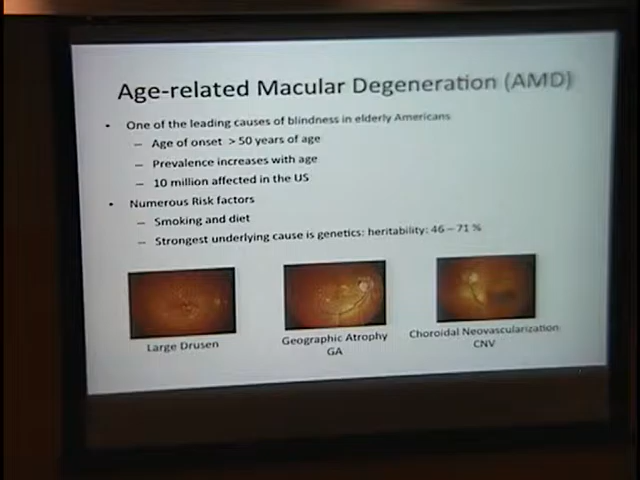 Age-related Macular Degeneration (AMD)
• One of the leading causes of blindness in elderly Americans
– Age of onset > 50 years of age
– Prevalence increases with age
– 10 million affected in the US
• Numerous Risk factors
– Smoking and diet
– Strongest underlying cause is genetics: heritability: 46 – 71 %
Large Drusen
Geographic Atrophy
GA
Choroidal Neovascularization
CNV